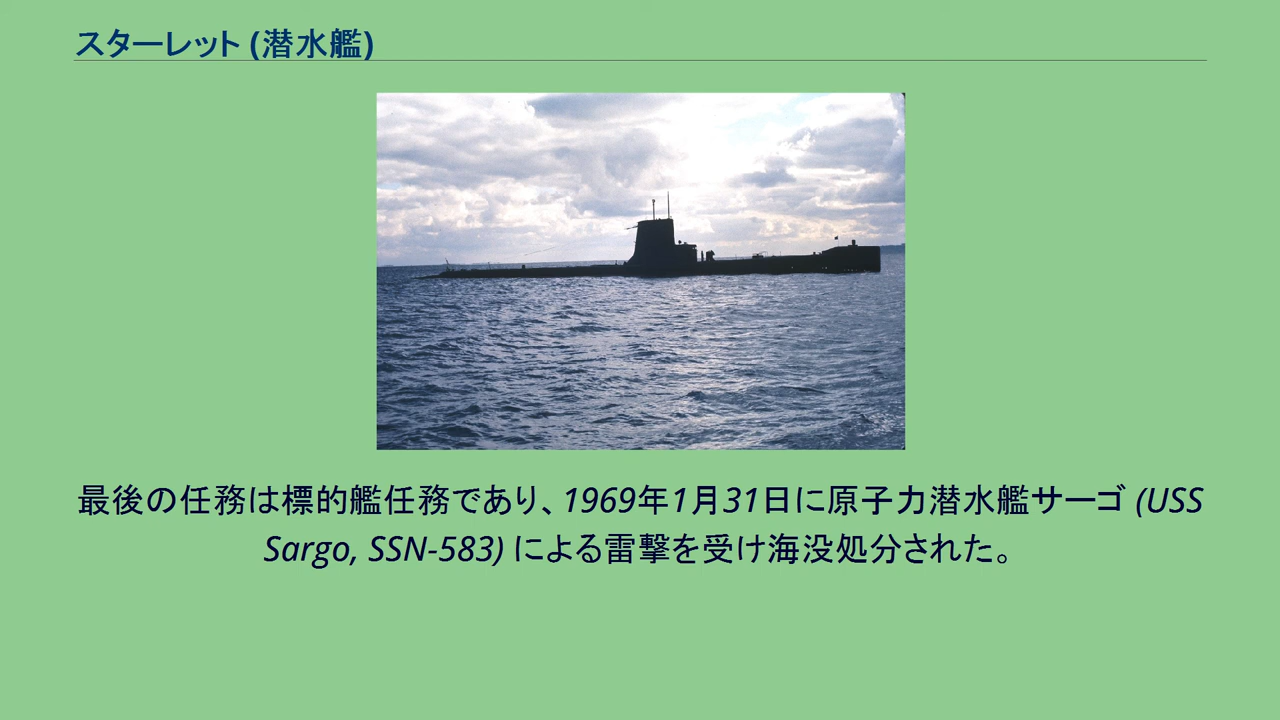 スターレット (潜水艦)
最後の任務は標的艦任務であり、1969年1月31日に原子力潜水艦サーゴ (USS
Sargo, SSN-583) による雷撃を受け海没処分された。